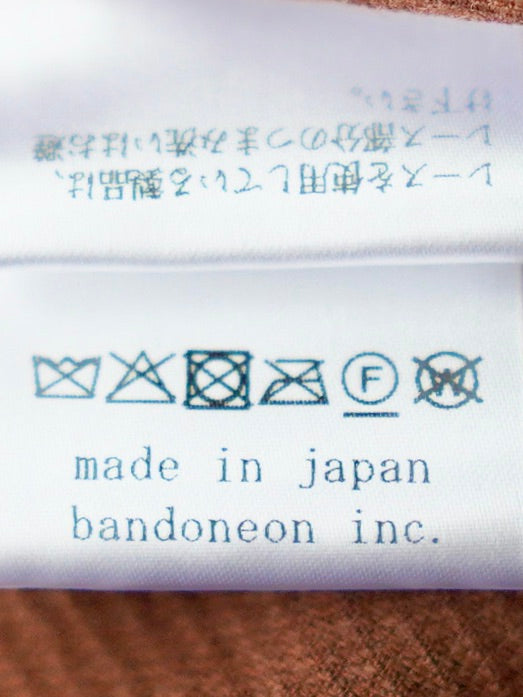 レースを使用している製品は、
レース部分のつまみ洗いはお避
け下さい。
F W
made in japan
bandoneon inc.